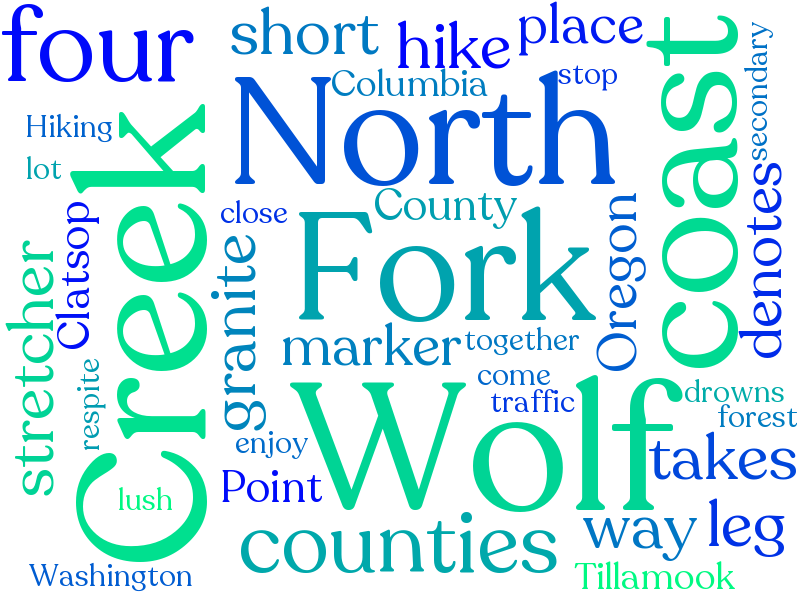 four
short
hike
place
coast
secondary
Columbia
stop
North
Hiking
lot
Creek
Clatsop
close
County
Oregon
denotes
Fork
granite
stretcher
marker
together
respite
come
traffic
Wolf
drowns
forest
enjoy
takes
Point
lush
counties
way
leg
Washington
Tillamook